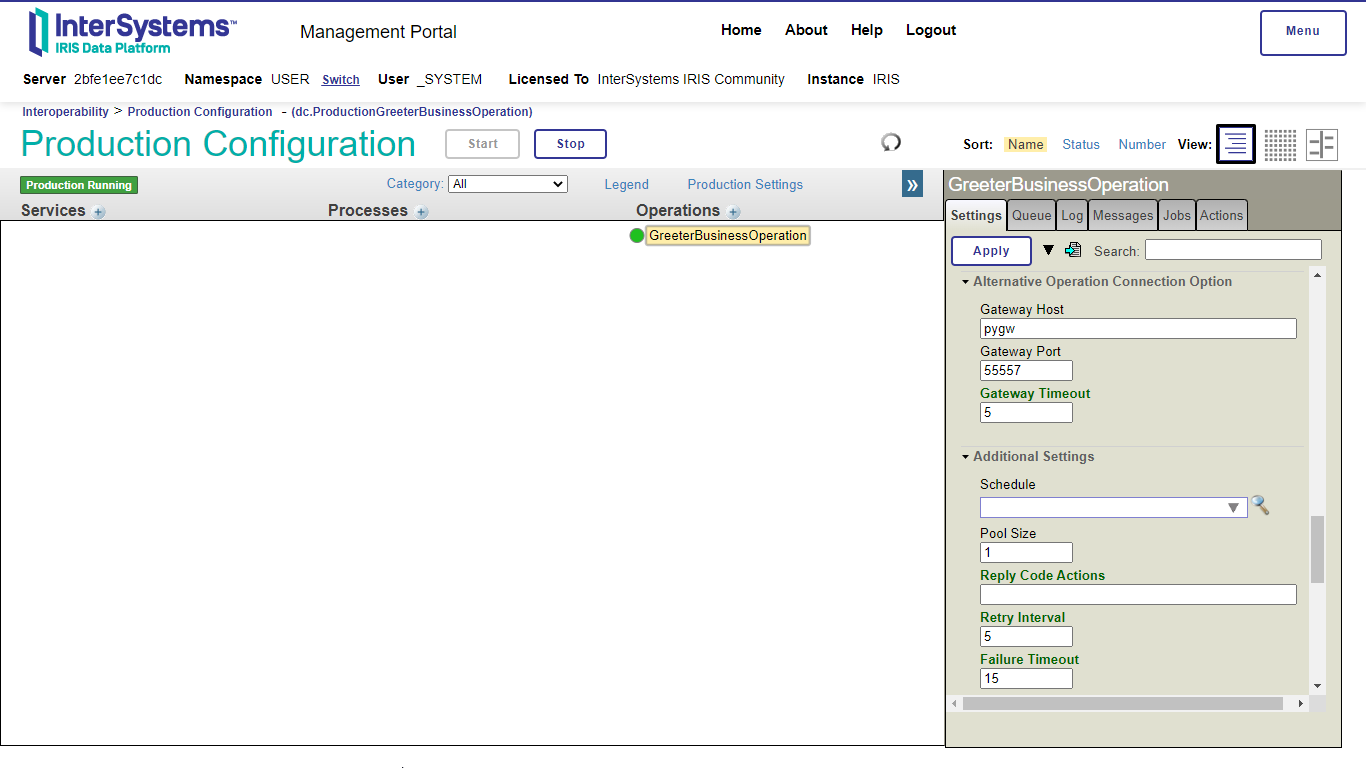 InterSystems™
IRIS Data Platform
Management Portal
Home About Help Logout
Menu
Server 2bfe1ee7c1dc Namespace USER Switch User _SYSTEM Licensed To InterSystems IRIS Community Instance IRIS
Interoperability > Production Configuration - (dc.ProductionGreeterBusinessOperation)
Production Configuration
Start
Stop
Sort: Name Status Number View:
Production Running
Category: All
Legend
Production Settings
»
Services +
Processes +
Operations +
GreeterBusinessOperation
GreeterBusinessOperation
Settings Queue Log Messages Jobs Actions
Apply
Search:
Alternative Operation Connection Option
Gateway Host
pygw
Gateway Port
55557
Gateway Timeout
5
Additional Settings
Schedule
Pool Size
1
Reply Code Actions
Retry Interval
5
Failure Timeout
15